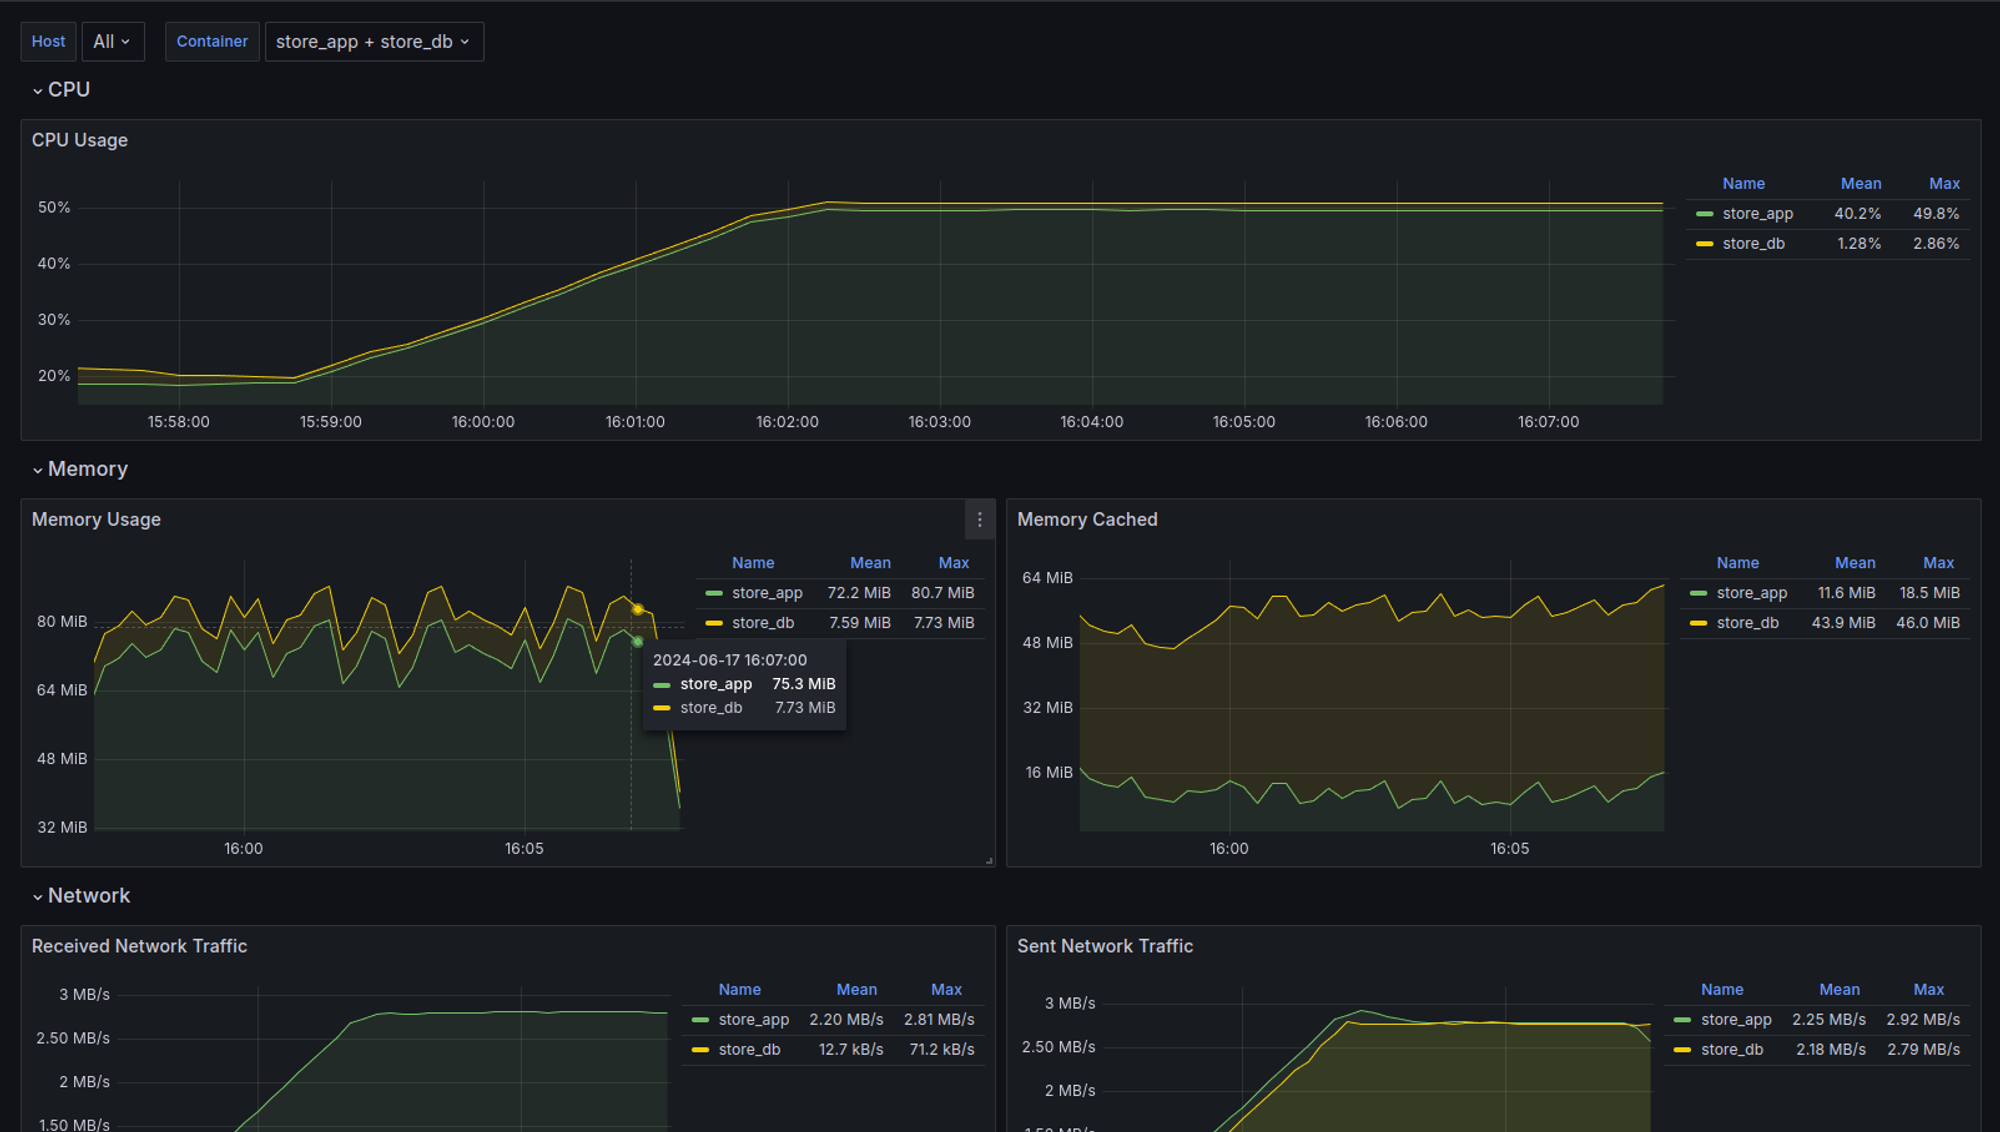 Host All Container store_app + store_db
CPU
CPU Usage
Name Mean Max
store_app 40.2% 49.8%
store_db 1.28% 2.86%
50%
40%
30%
20%
15:58:00 15:59:00 16:00:00 16:01:00 16:02:00 16:03:00 16:04:00 16:05:00 16:06:00 16:07:00
Memory
Memory Usage
Name Mean Max
store_app 72.2 MiB 80.7 MiB
store_db 7.59 MiB 7.73 MiB
80 MiB
64 MiB
48 MiB
32 MiB
16:00 16:05
2024-06-17 16:07:00
store_app 75.3 MiB
store_db 7.73 MiB
Memory Cached
Name Mean Max
store_app 11.6 MiB 18.5 MiB
store_db 43.9 MiB 46.0 MiB
64 MiB
48 MiB
32 MiB
16 MiB
16:00 16:05
Network
Received Network Traffic
Name Mean Max
store_app 2.20 MB/s 2.81 MB/s
store_db 12.7 kB/s 71.2 kB/s
3 MB/s
2.50 MB/s
2 MB/s
1.50 MB/s
Sent Network Traffic
Name Mean Max
store_app 2.25 MB/s 2.92 MB/s
store_db 2.18 MB/s 2.79 MB/s
3 MB/s
2.50 MB/s
2 MB/s
1.50 MB/s